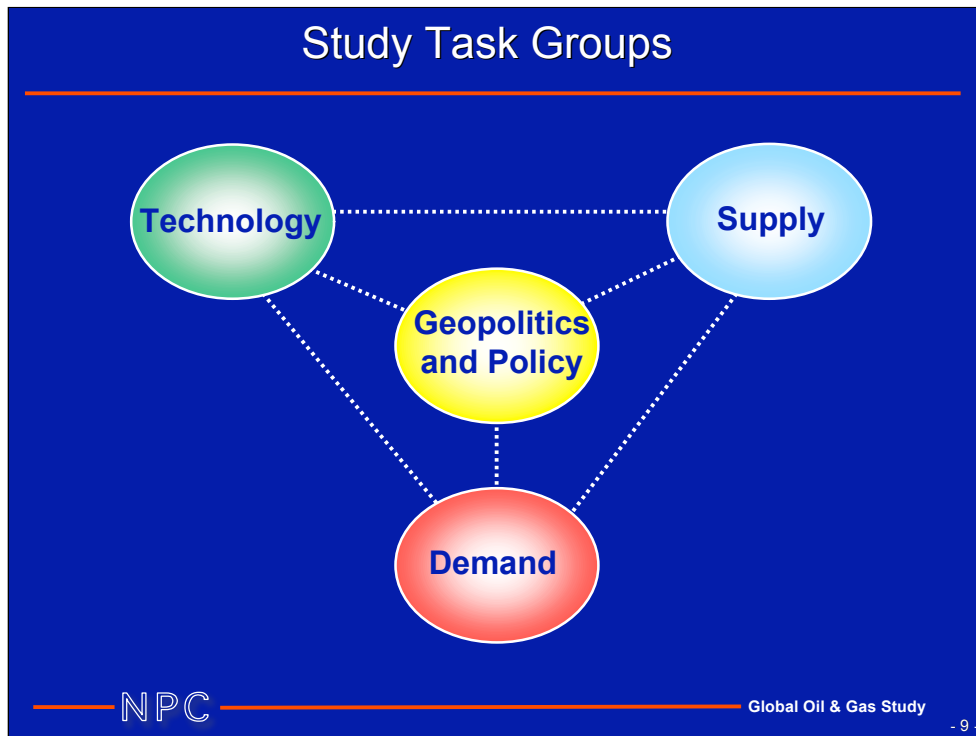 Study Task Groups
Technology
Supply
Geopolitics
and Policy
Demand
NPC
Global Oil & Gas Study
- 9 -